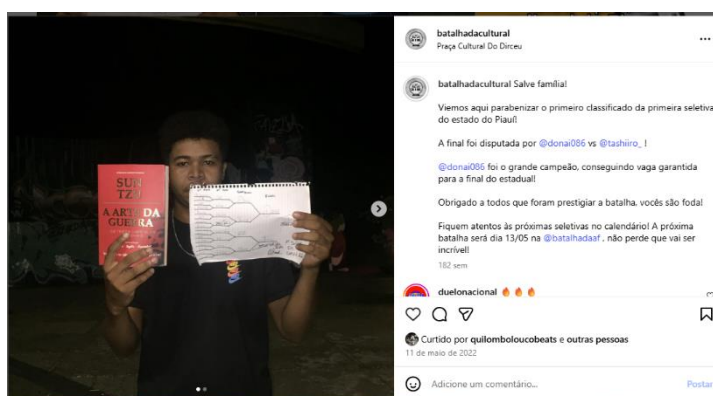 batalhadacultural
Praça Cultural Do Dirceu
batalhadacultural Salve família!
Viemos aqui parabenizar o primeiro classificado da primeira seletiva
do estado do Piauí!
A final foi disputada por @donai086 vs @tashiiro_ !
@donai086 foi o grande campeão, conseguindo vaga garantida
para a final do estadual!
Obrigado a todos que foram prestigiar a batalha, vocês são foda!
Fiquem atentos às próximas seletivas no calendário! A próxima
batalha será dia 13/05 na @batalhadaaf , não perde que vai ser
incrível!
182 sem
duelonacional 🔥 🔥 🔥
Curtido por quilomboloucobeats e outras pessoas
11 de maio de 2022
Adicione um comentário...
Postar
SUN
TZU
A ARTE DA
GUERRA